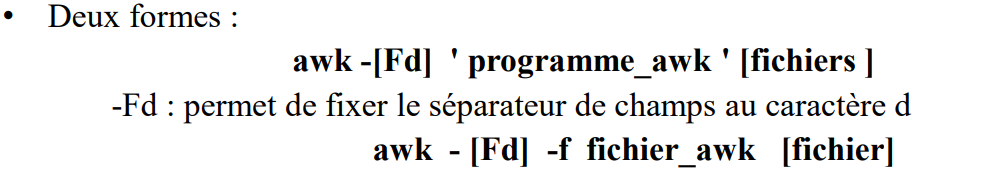 • Deux formes :
awk -[Fd] ' programme_awk ' [fichiers ]
-Fd : permet de fixer le séparateur de champs au caractère d
awk - [Fd] -f fichier_awk [fichier]